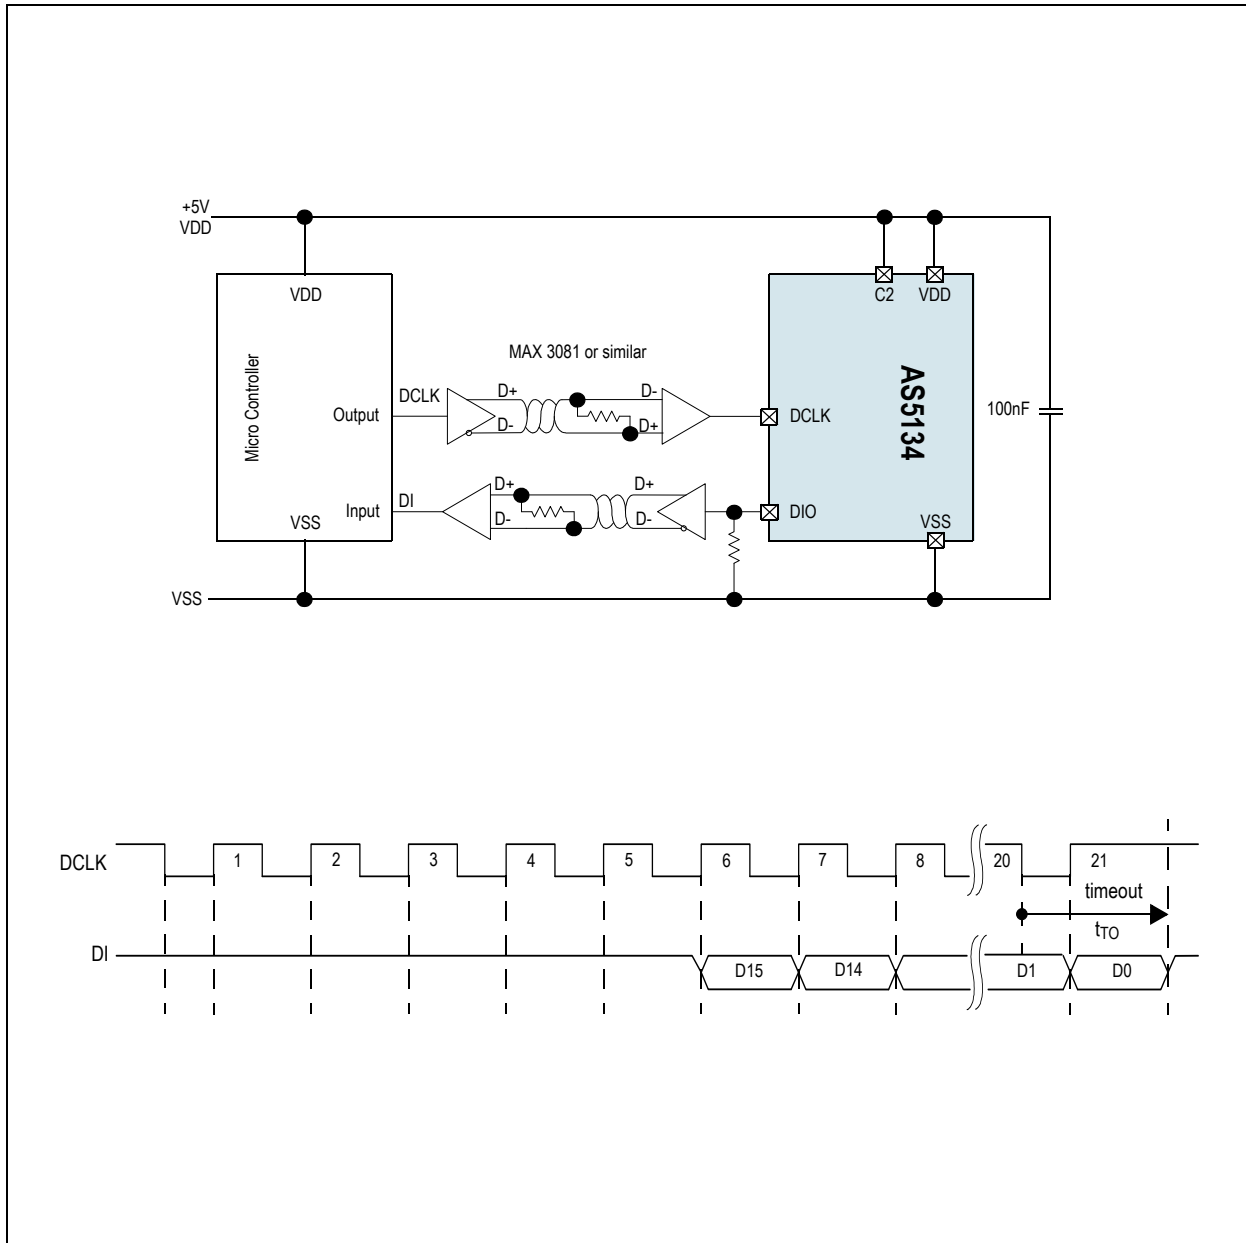 +5V
VDD
VDD
C2
VDD
Micro Controller
MAX 3081 or similar
AS5134
100nF
DCLK
D+
D-
Output
D-
D+
DCLK
DI
D+
D+
Input
D-
D-
DIO
VSS
VSS
VSS
DCLK
1
2
3
4
5
6
7
8
20
21
timeout
tTO
DI
D15
D14
D1
D0